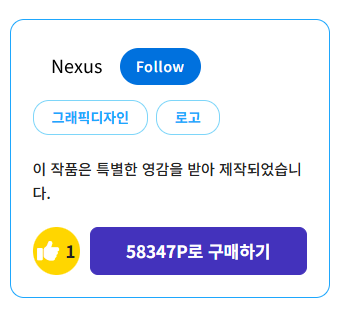 Nexus Follow
그래픽디자인 로고
이 작품은 특별한 영감을 받아 제작되었습니
다.
1 58347P로 구매하기